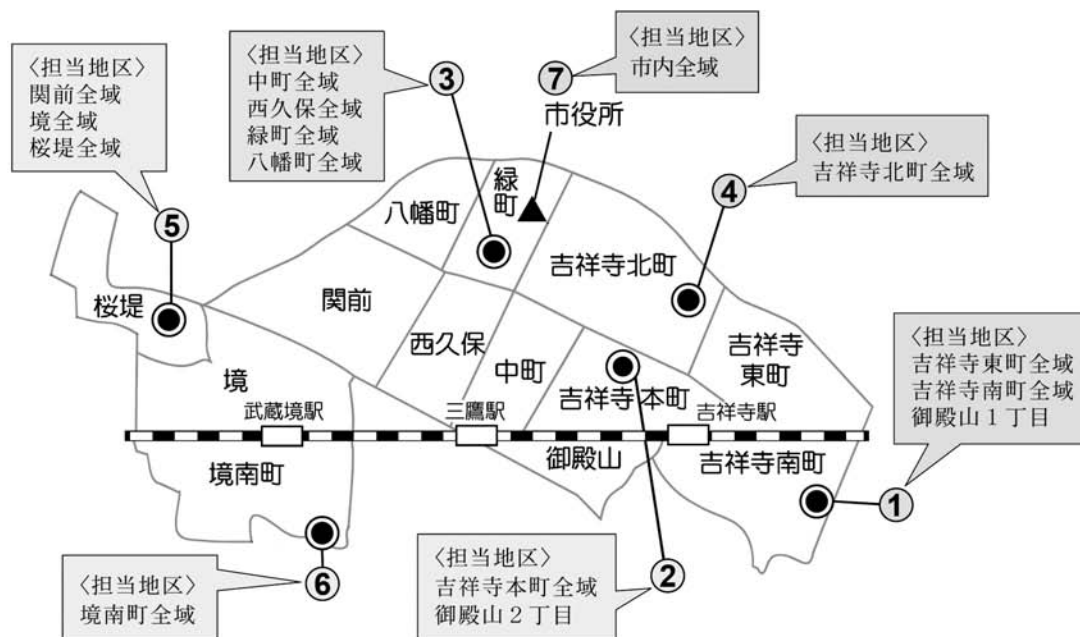 〈担当地区〉
関前全域
境全域
桜堤全域
⑤
〈担当地区〉
中町全域
西久保全域
緑町全域
八幡町全域
③
〈担当地区〉
市内全域
⑦
市役所
〈担当地区〉
吉祥寺北町全域
④
緑町
八幡町
吉祥寺北町
桜堤
関前
西久保
中町
吉祥寺
東町
境
吉祥寺本町
武蔵境駅
三鷹駅
吉祥寺駅
境南町
御殿山
吉祥寺南町
〈担当地区〉
吉祥寺東町全域
吉祥寺南町全域
御殿山1丁目
①
〈担当地区〉
吉祥寺本町全域
御殿山2丁目
②
〈担当地区〉
境南町全域
⑥